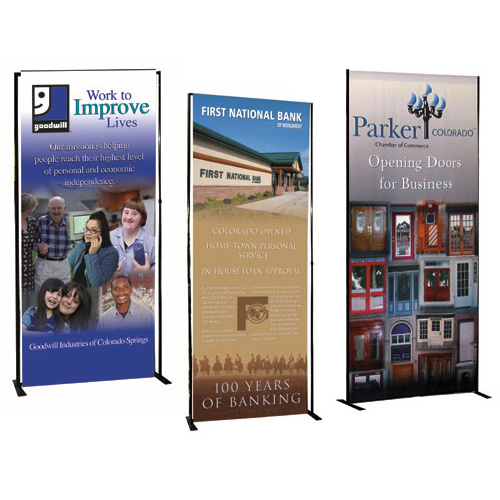 goodwill
Work to
Improve
Lives
Our mission is helping
people reach their highest level
of personal and economic
independence.
Goodwill Industries of Colorado Springs
FIRST NATIONAL BANK
OF MONUMENT
FIRST NATIONAL BANK
COLORADO OWNED
HOME-TOWN PERSONAL
SERVICE
IN-HOUSE LOAN APPROVAL
100 YEARS
OF BANKING
Parker COLORADO
Chamber of Commerce
Opening Doors
for Business